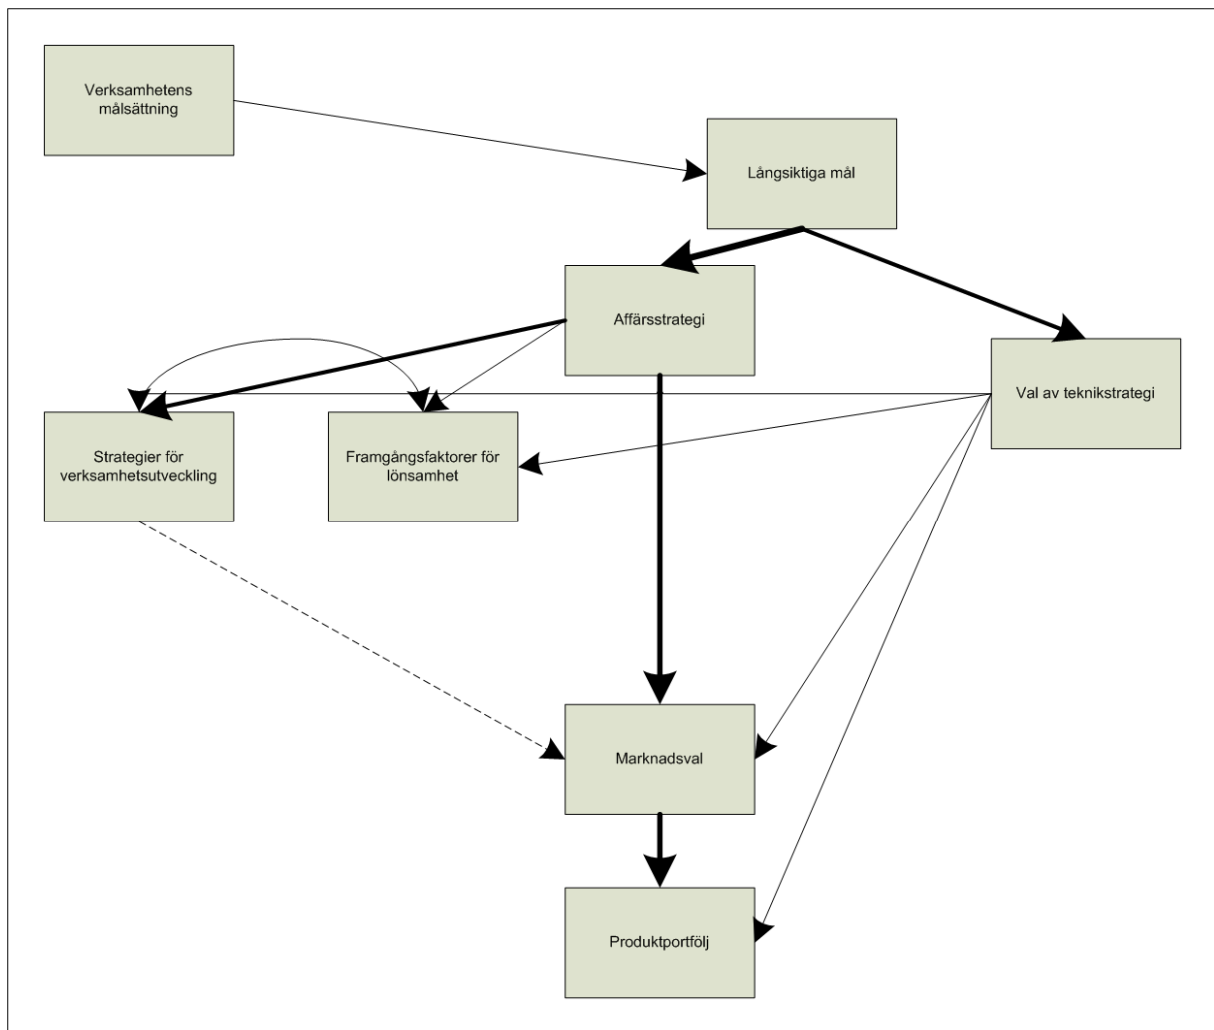 Verksamhetens
målsättning
Långsiktiga mål
Affärsstrategi
Val av teknikstrategi
Strategier för
verksamhetsutveckling
Framgångsfaktorer för
lönsamhet
Marknadsval
Produktportfölj